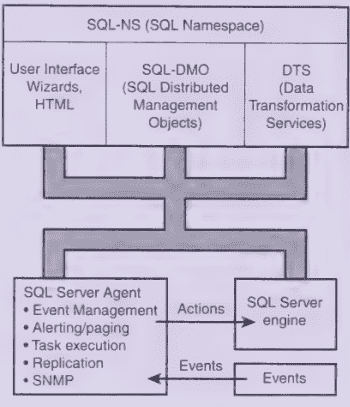 SQL-NS (SQL Namespace)
User Interface
Wizards,
HTML
SQL-DMO
(SQL Distributed
Management
Objects)
DTS
(Data
Transformation
Services)
SQL Server Agent
• Event Management
• Alerting/paging
• Task execution
• Replication
• SNMP
Actions
SQL Server
engine
Events
Events